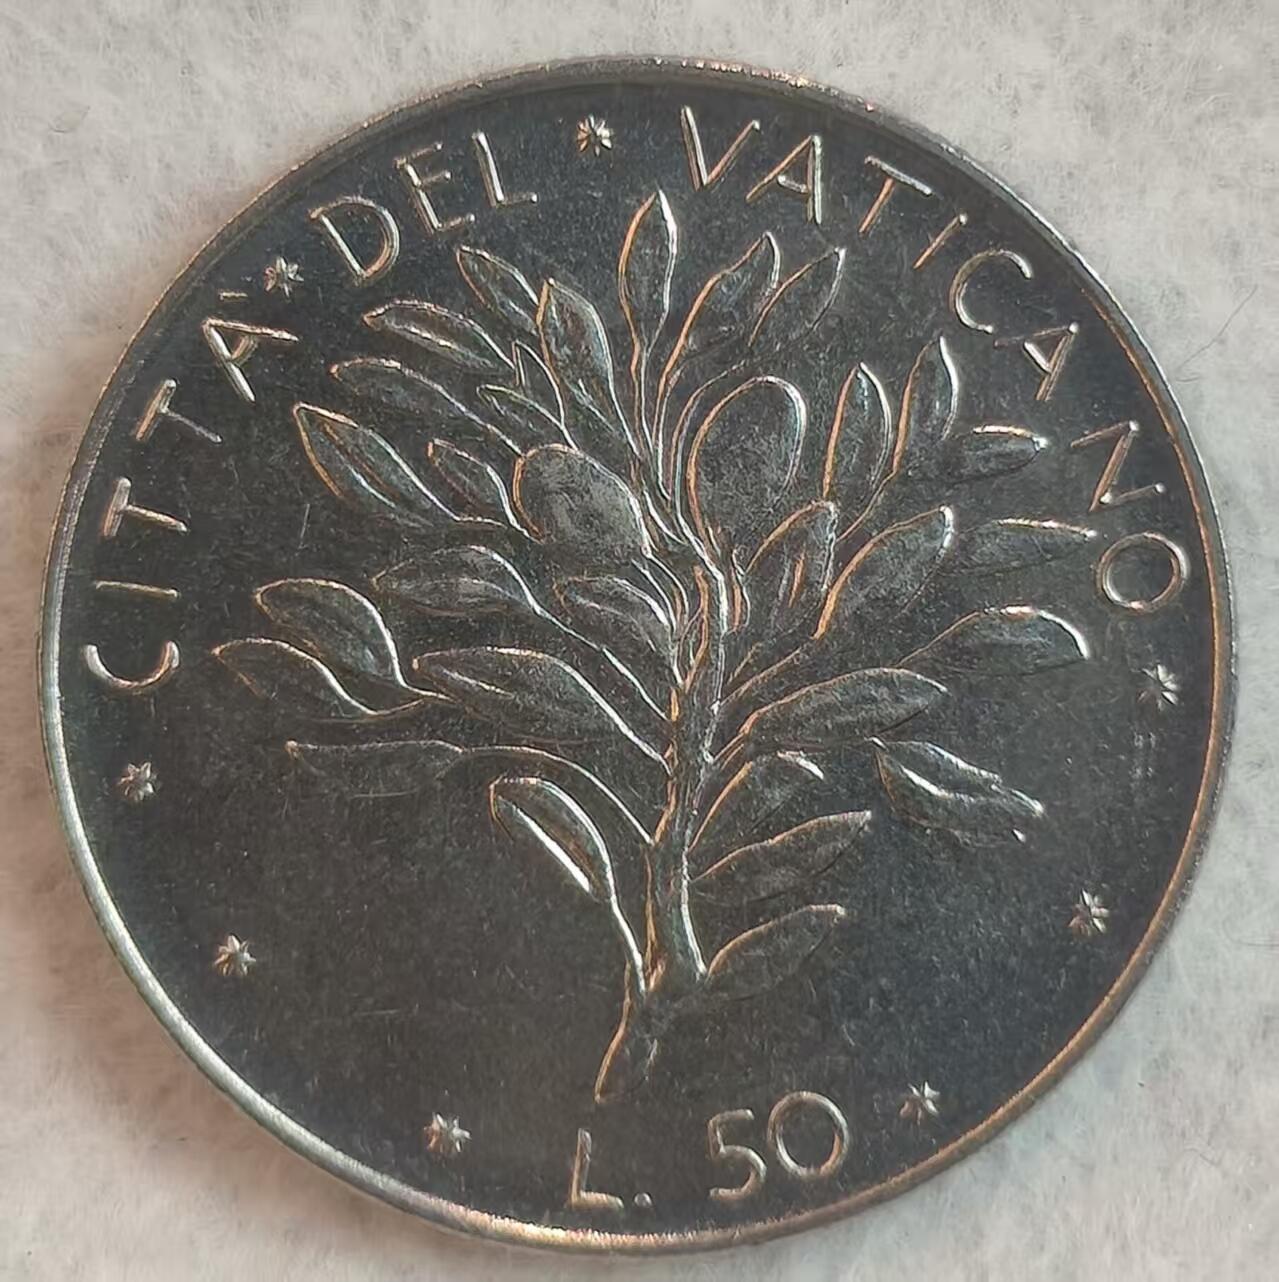 CITTA' * DEL * VATICANO
L. 50